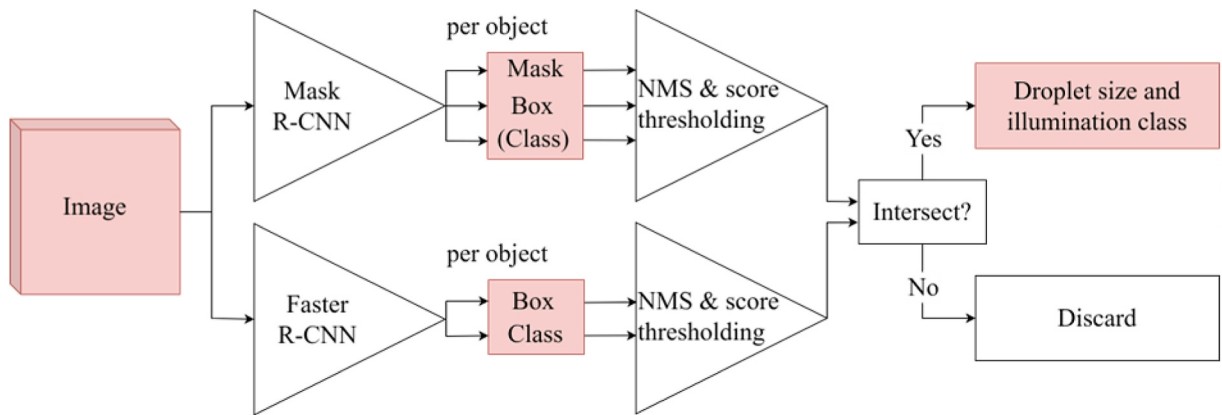 Image
Mask
R-CNN
per object
Mask
Box
(Class)
NMS & score
thresholding
Faster
R-CNN
per object
Box
Class
NMS & score
thresholding
Intersect?
Yes
Droplet size and
illumination class
No
Discard